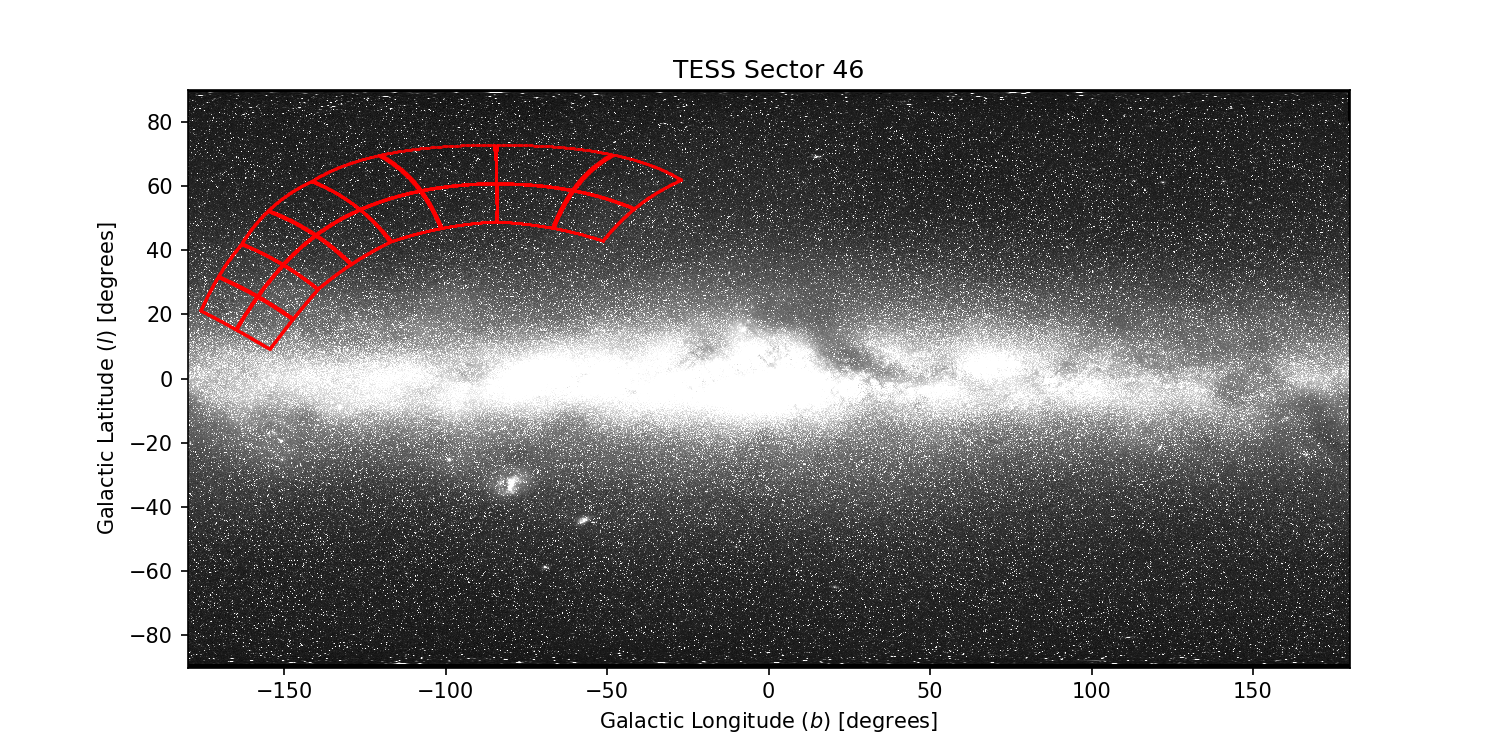 TESS Sector 46
80
60
40
20
0
−20
−40
−60
−80
Galactic Latitude (l) [degrees]
−150 −100 −50 0 50 100 150
Galactic Longitude (b) [degrees]